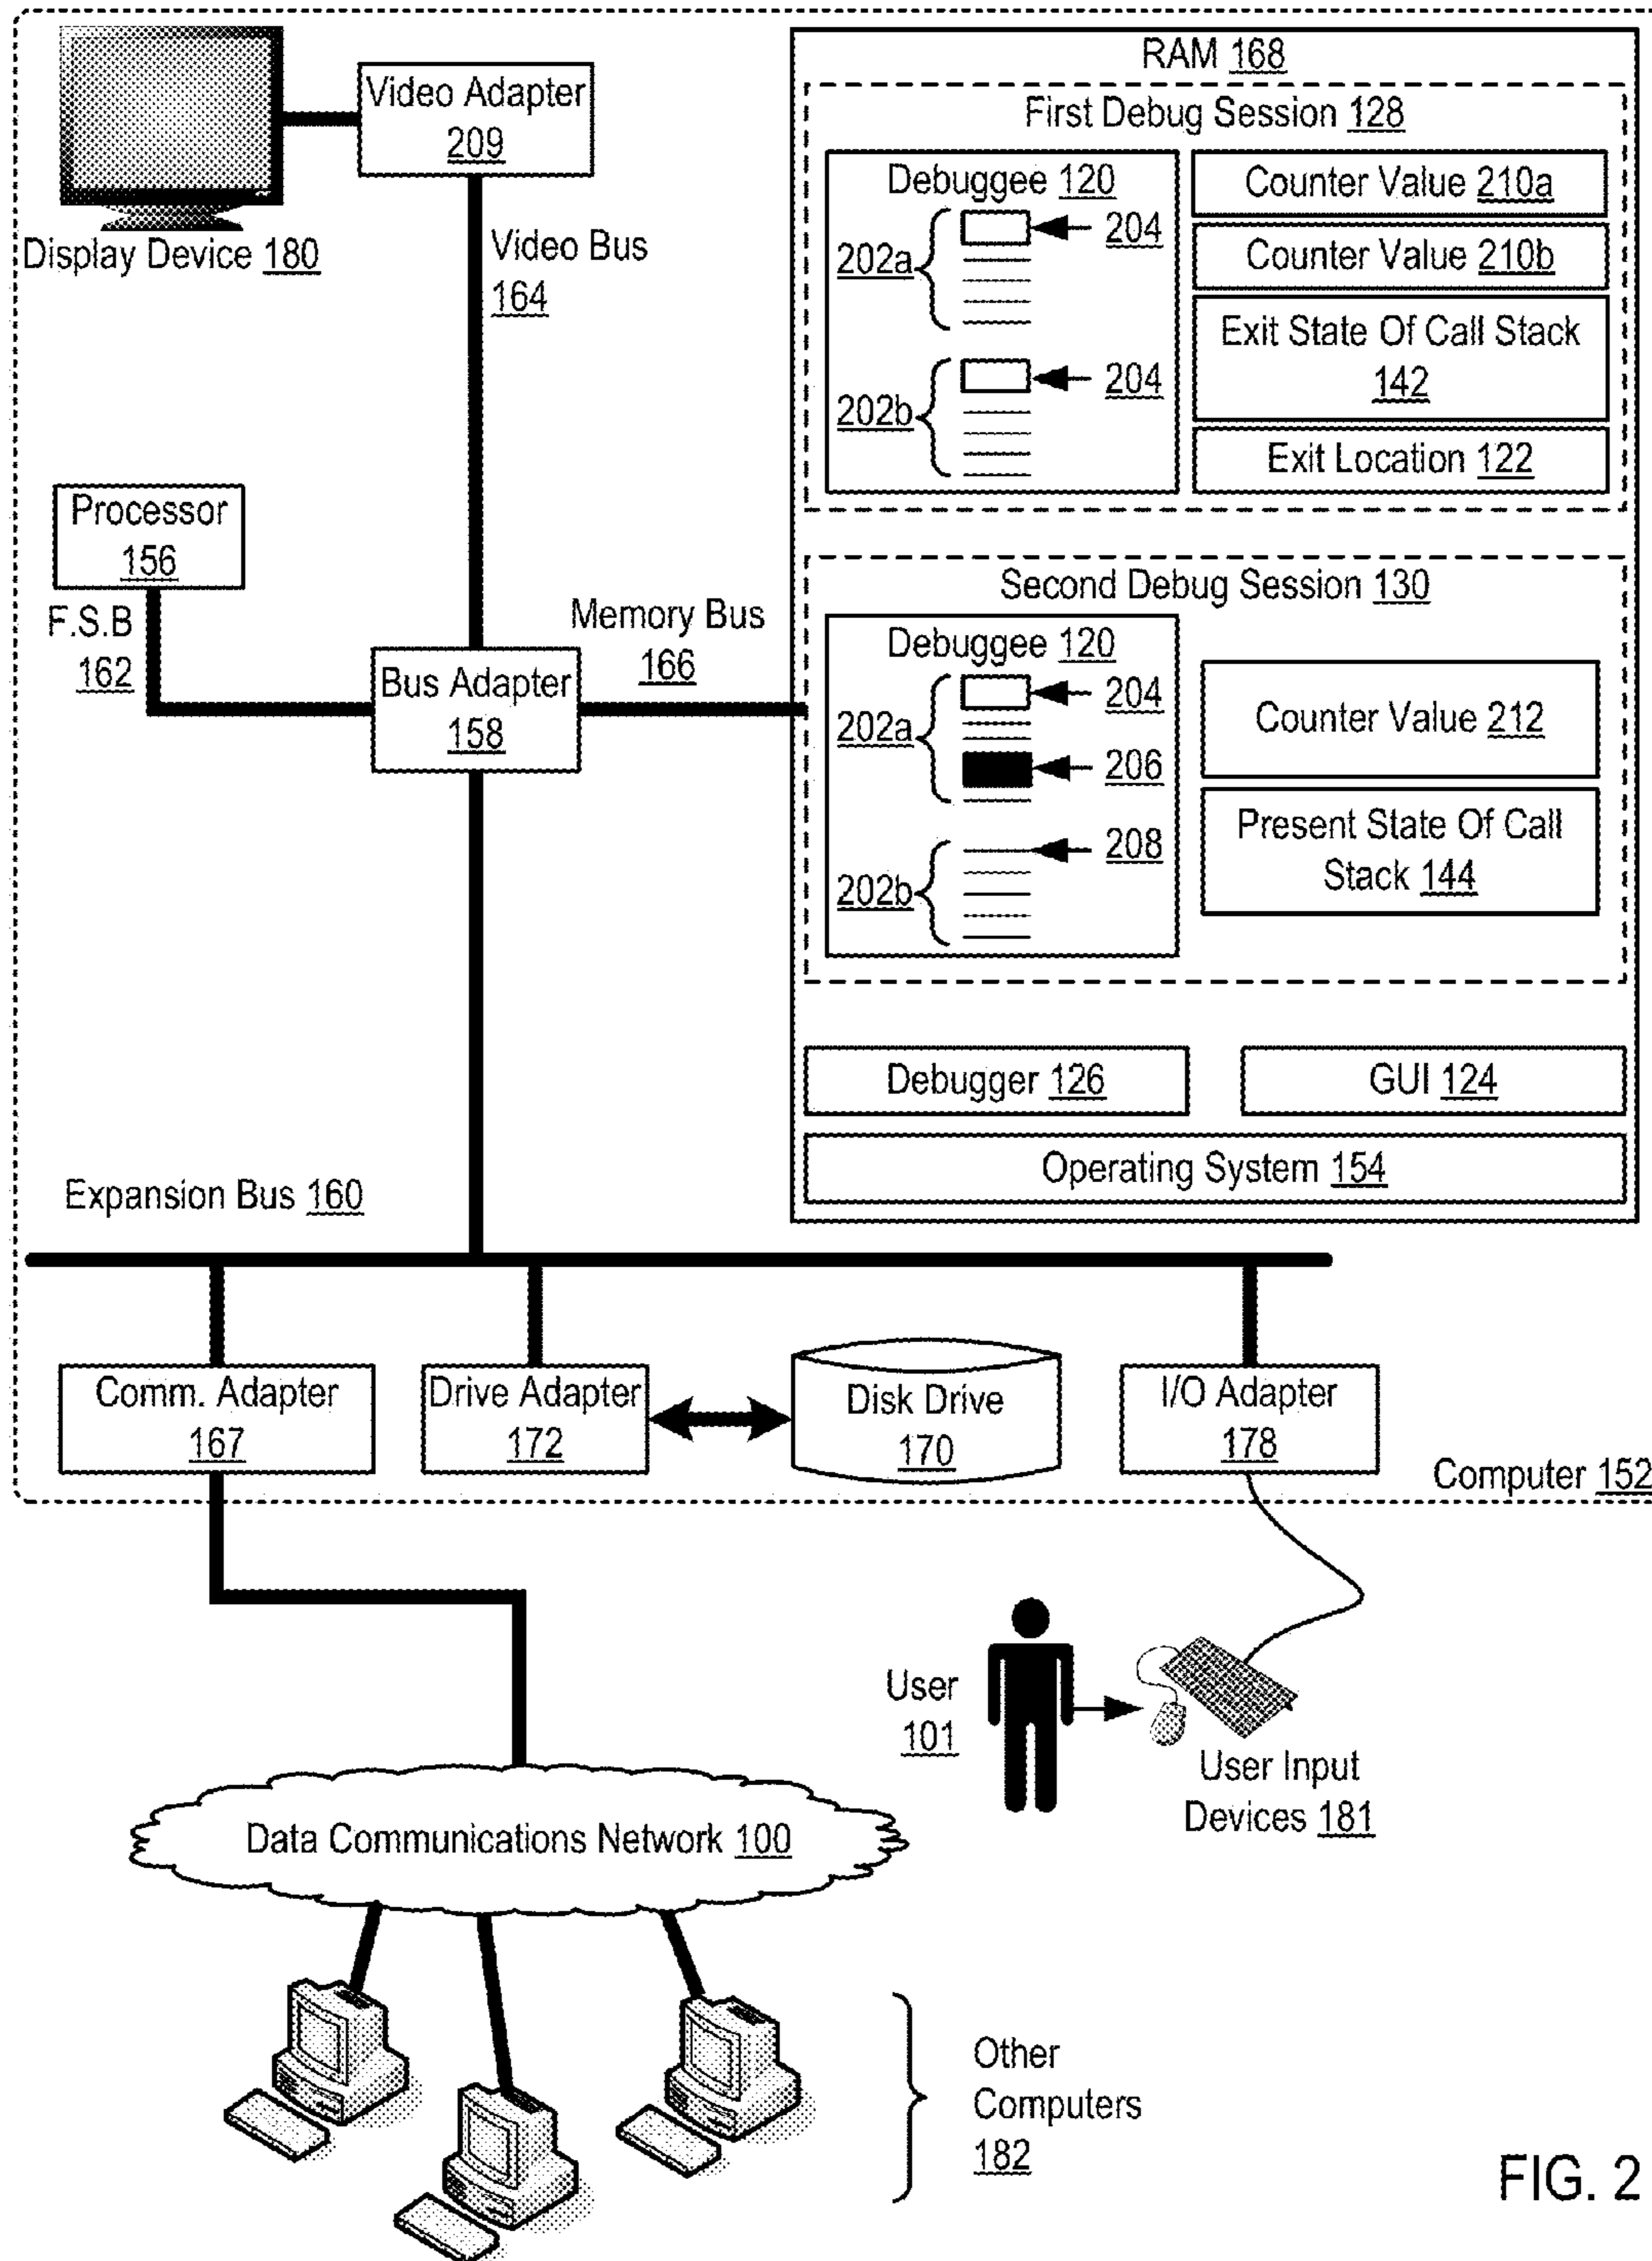 Display Device 180
Video Adapter
209
Video Bus
164
Processor
156
F.S.B
162
Bus Adapter
158
Memory Bus
166
RAM 168
First Debug Session 128
Debuggee 120
202a
204
202b
204
Counter Value 210a
Counter Value 210b
Exit State Of Call Stack
142
Exit Location 122
Second Debug Session 130
Debuggee 120
202a
204
206
202b
208
Counter Value 212
Present State Of Call
Stack 144
Debugger 126
GUI 124
Operating System 154
Expansion Bus 160
Comm. Adapter
167
Drive Adapter
172
Disk Drive
170
I/O Adapter
178
Computer 152
User
101
User Input
Devices 181
Data Communications Network 100
Other
Computers
182
FIG. 2